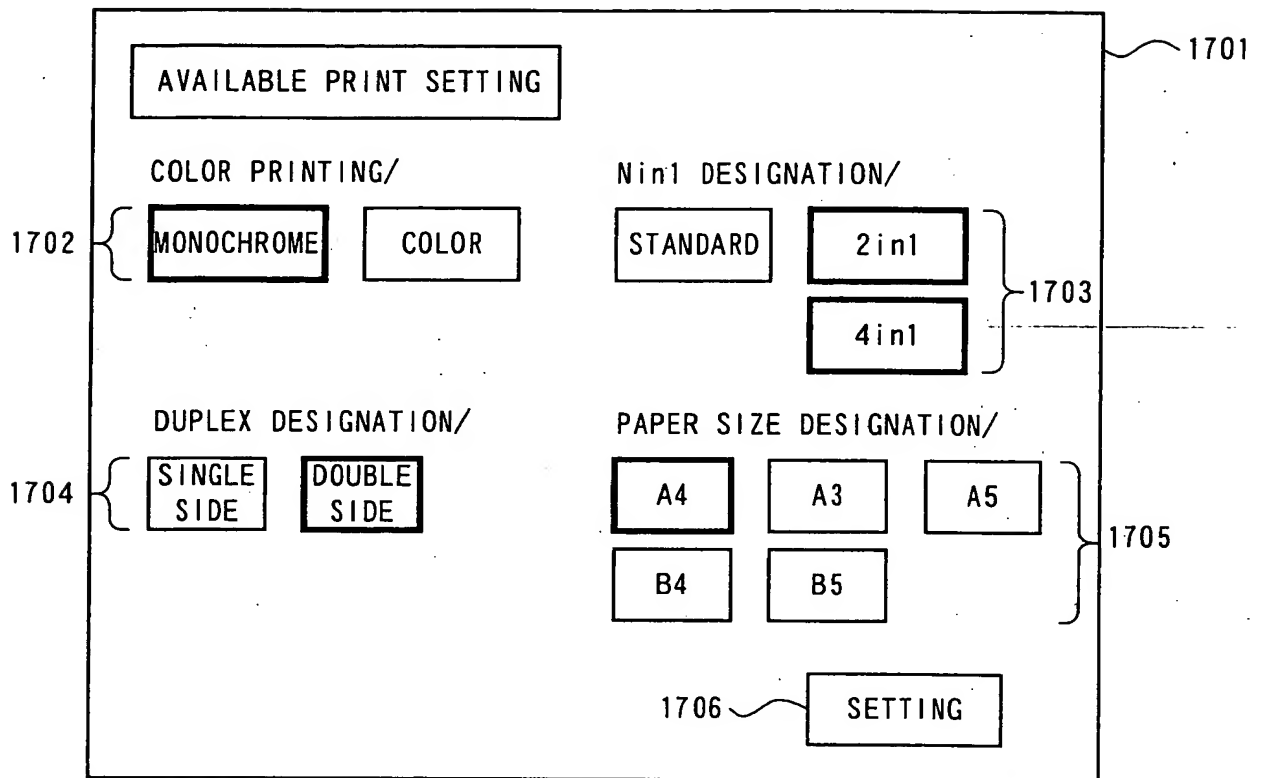 1701
AVAILABLE PRINT SETTING
COLOR PRINTING/
1702
MONOCHROME
COLOR
Nin1 DESIGNATION/
STANDARD
2in1
4in1
1703
DUPLEX DESIGNATION/
1704
SINGLE
SIDE
DOUBLE
SIDE
PAPER SIZE DESIGNATION/
A4
A3
A5
B4
B5
1705
1706
SETTING